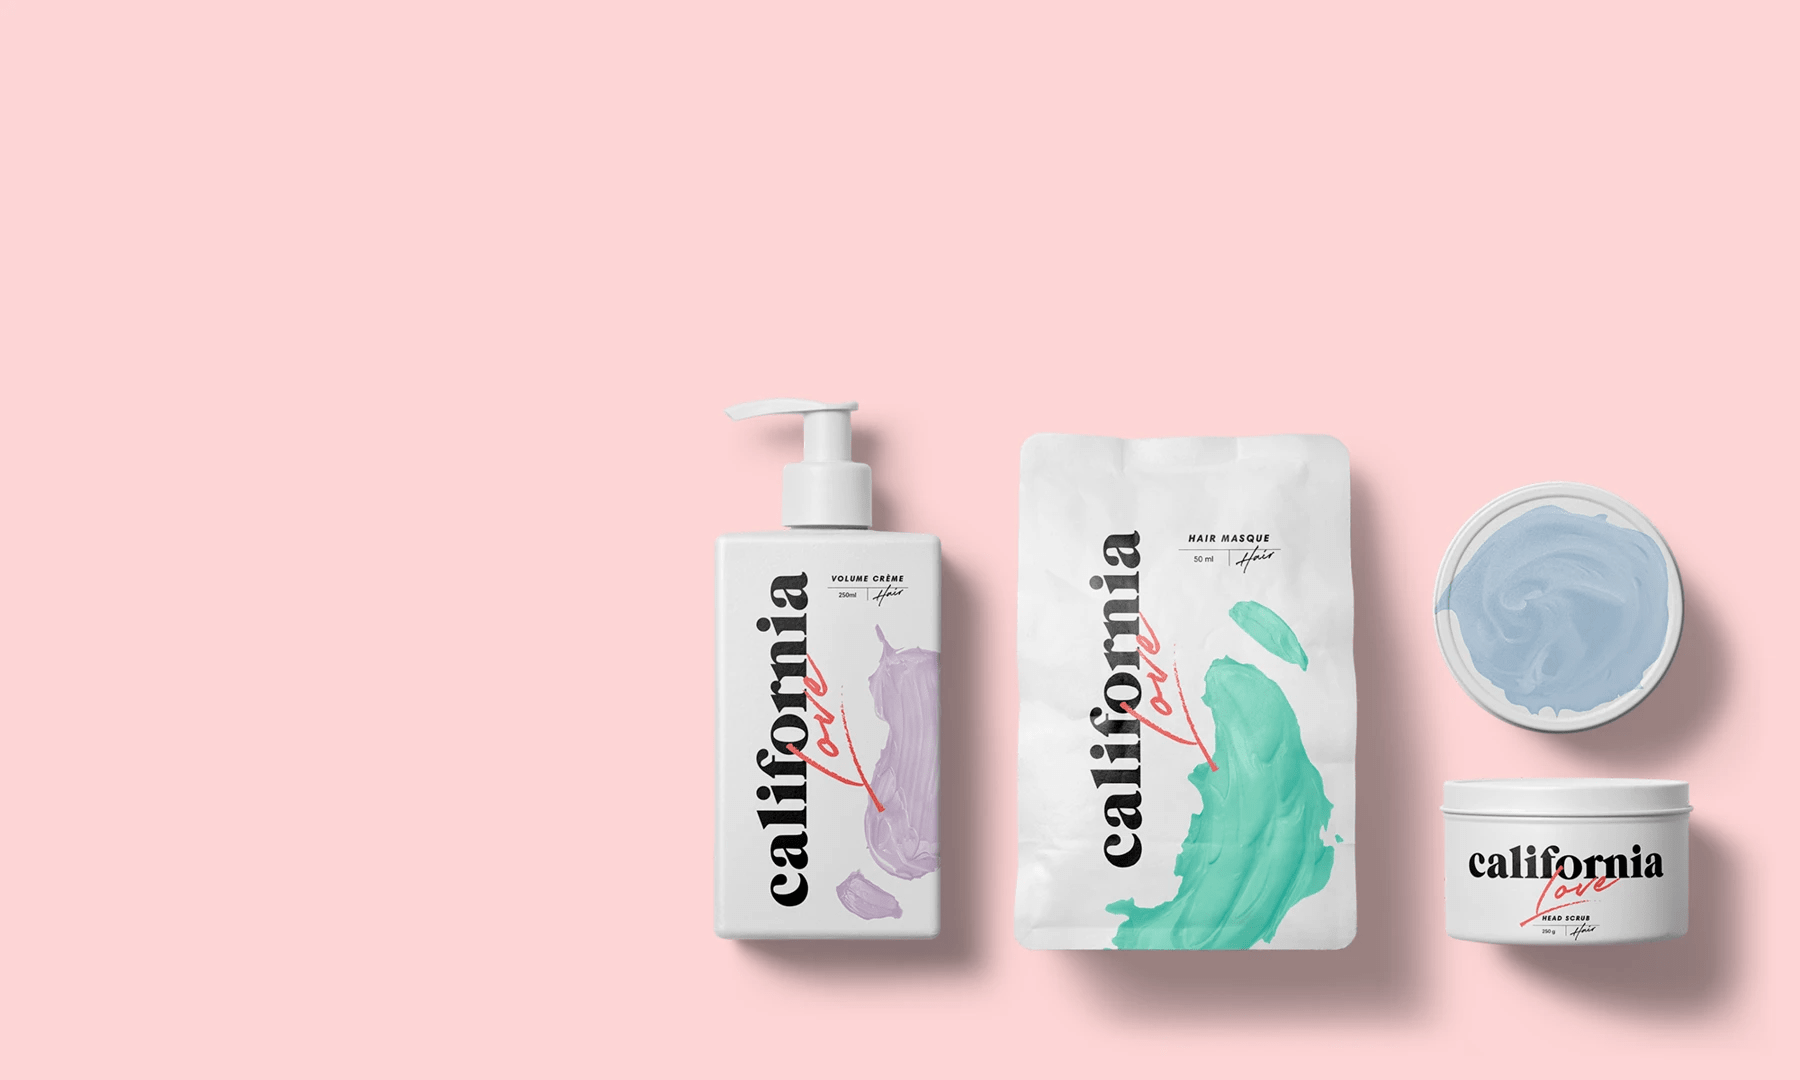 california
Love
VOLUME CRÈME
250ml
Hair
california
Love
HAIR MASQUE
50 ml
Hair
california
Love
HEAD SCRUB
250 g
Hair